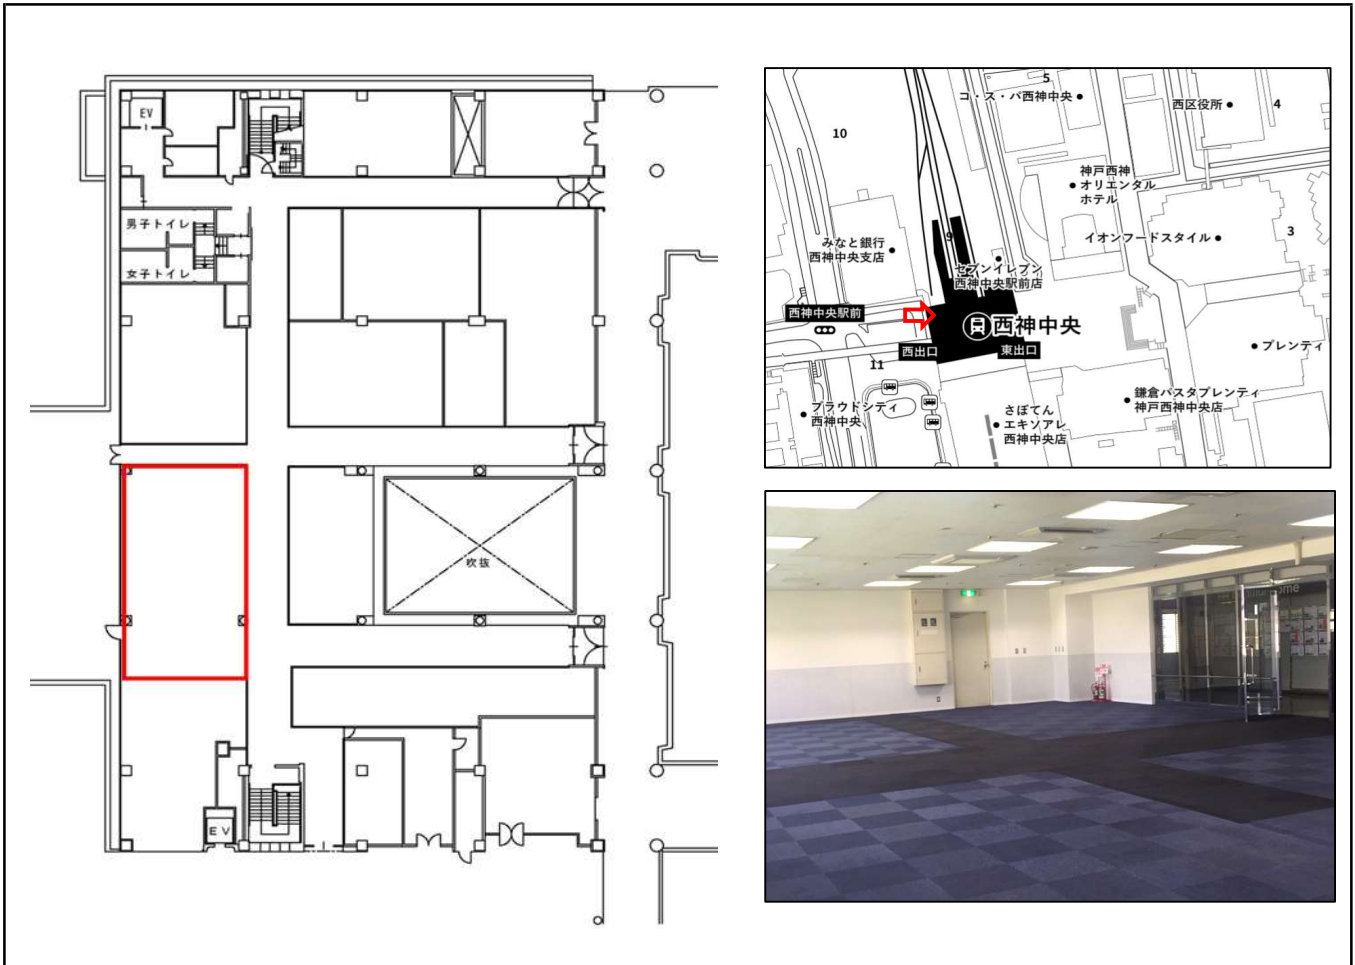 EV
男子トイレ
女子トイレ
吹抜
EV
5
コ・ス・パ西神中央
西区役所
4
10
神戸西神
オリエンタル
ホテル
みなと銀行
西神中央支店
9
イオンフードスタイル
3
セブンイレブン
西神中央駅前店
西神中央駅前
西神中央
西出口
東出口
11
プレンティ
プラウドシティ
西神中央
さぼてん
エキソアレ
西神中央店
鎌倉パスタプレンティ
神戸西神中央店